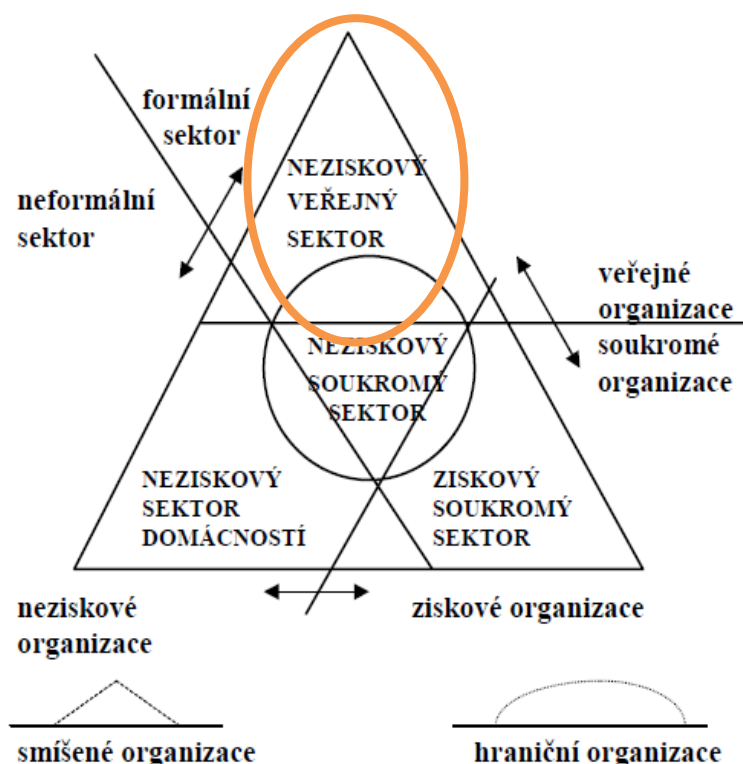 formální
sektor
neformální
sektor
NEZISKOVÝ
VEŘEJNÝ
SEKTOR
veřejné
organizace
soukromé
organizace
NEZISKOVÝ
SOUKROMÝ
SEKTOR
NEZISKOVÝ
SEKTOR
DOMÁCNOSTÍ
ZISKOVÝ
SOUKROMÝ
SEKTOR
neziskové
organizace
ziskové organizace
smíšené organizace
hraniční organizace